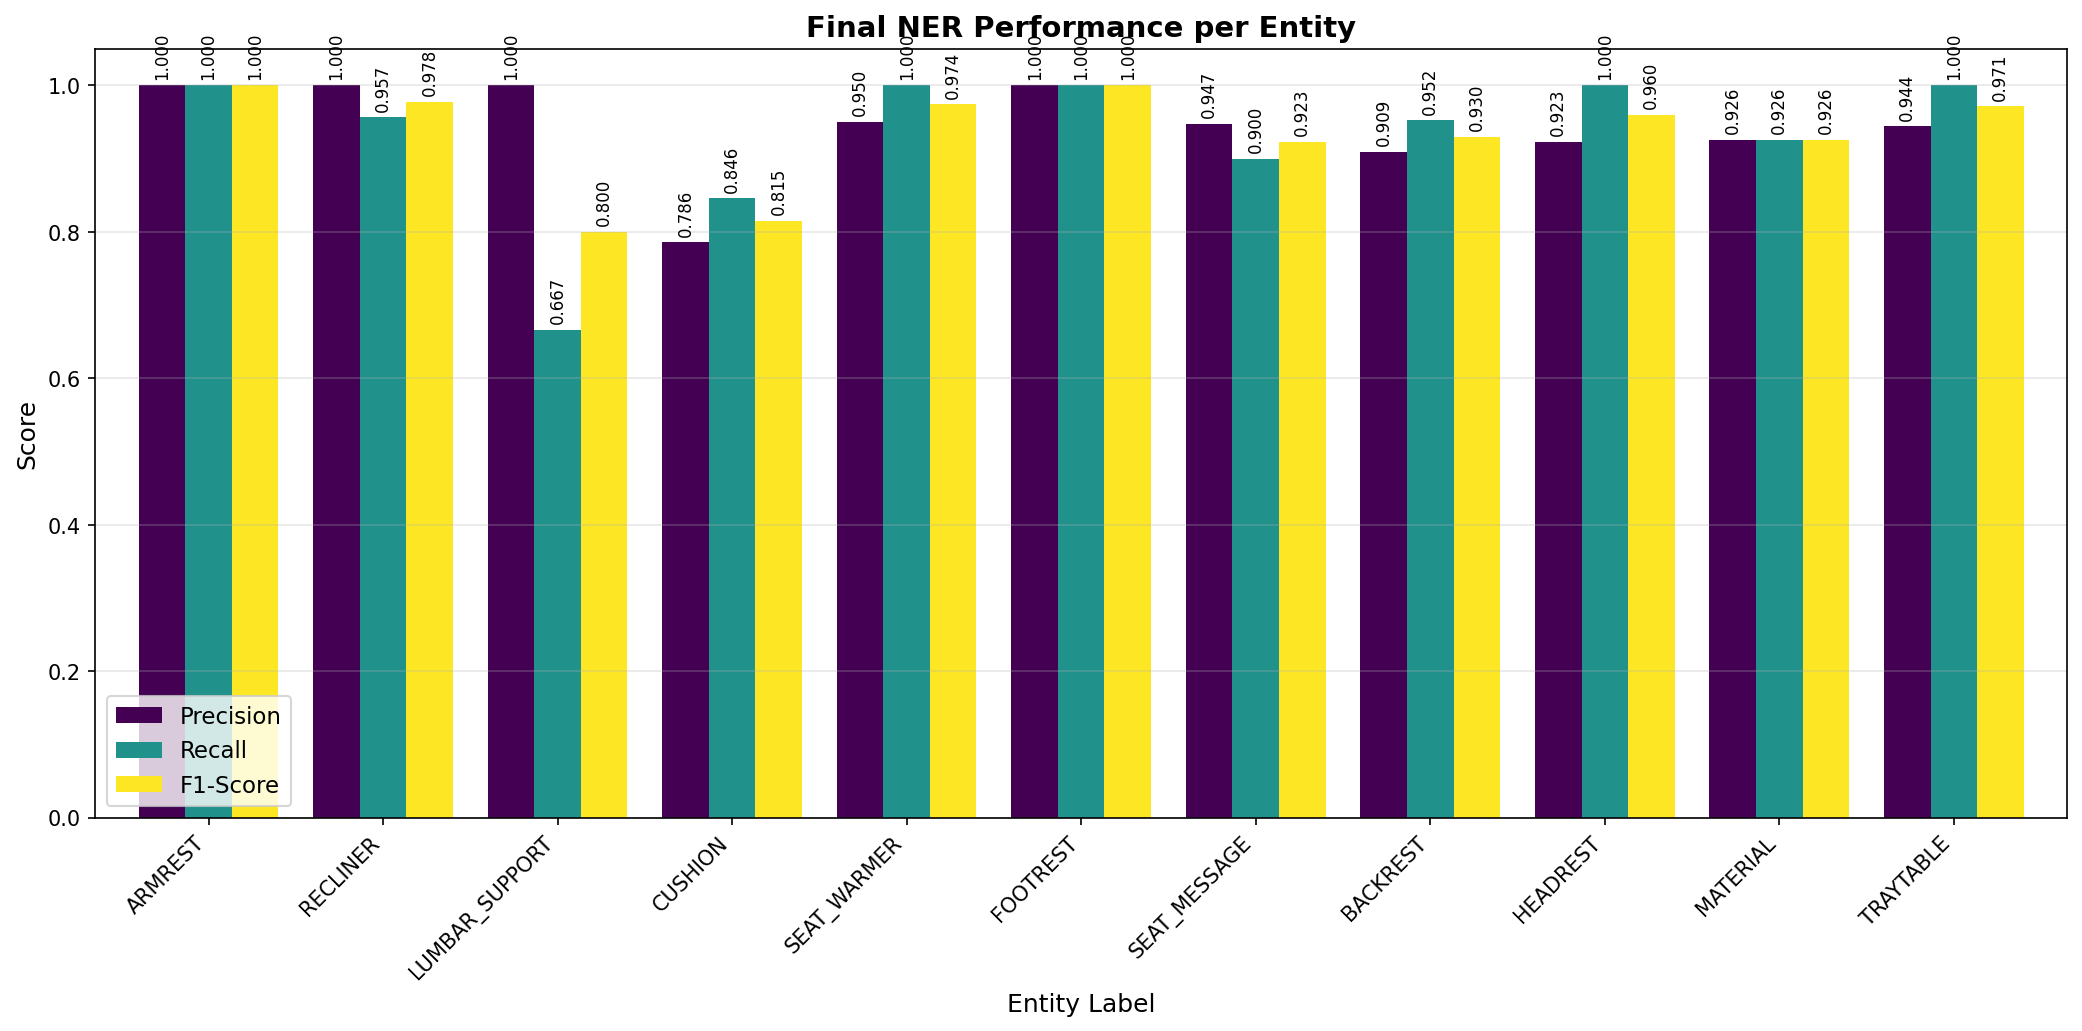 Final NER Performance per Entity
1.000 1.000 1.000 1.000 0.957 0.978 1.000 0.667 0.800 0.786 0.846 0.815 0.950 1.000 0.974 1.000 1.000 1.000 0.947 0.900 0.923 0.909 0.952 0.930 0.923 1.000 0.960 0.926 0.926 0.926 0.944 1.000 0.971
Score
1.0
0.8
0.6
0.4
0.2
0.0
Precision
Recall
F1-Score
ARMREST RECLINER LUMBAR_SUPPORT CUSHION SEAT_WARMER FOOTREST SEAT_MESSAGE BACKREST HEADREST MATERIAL TRAYTABLE
Entity Label